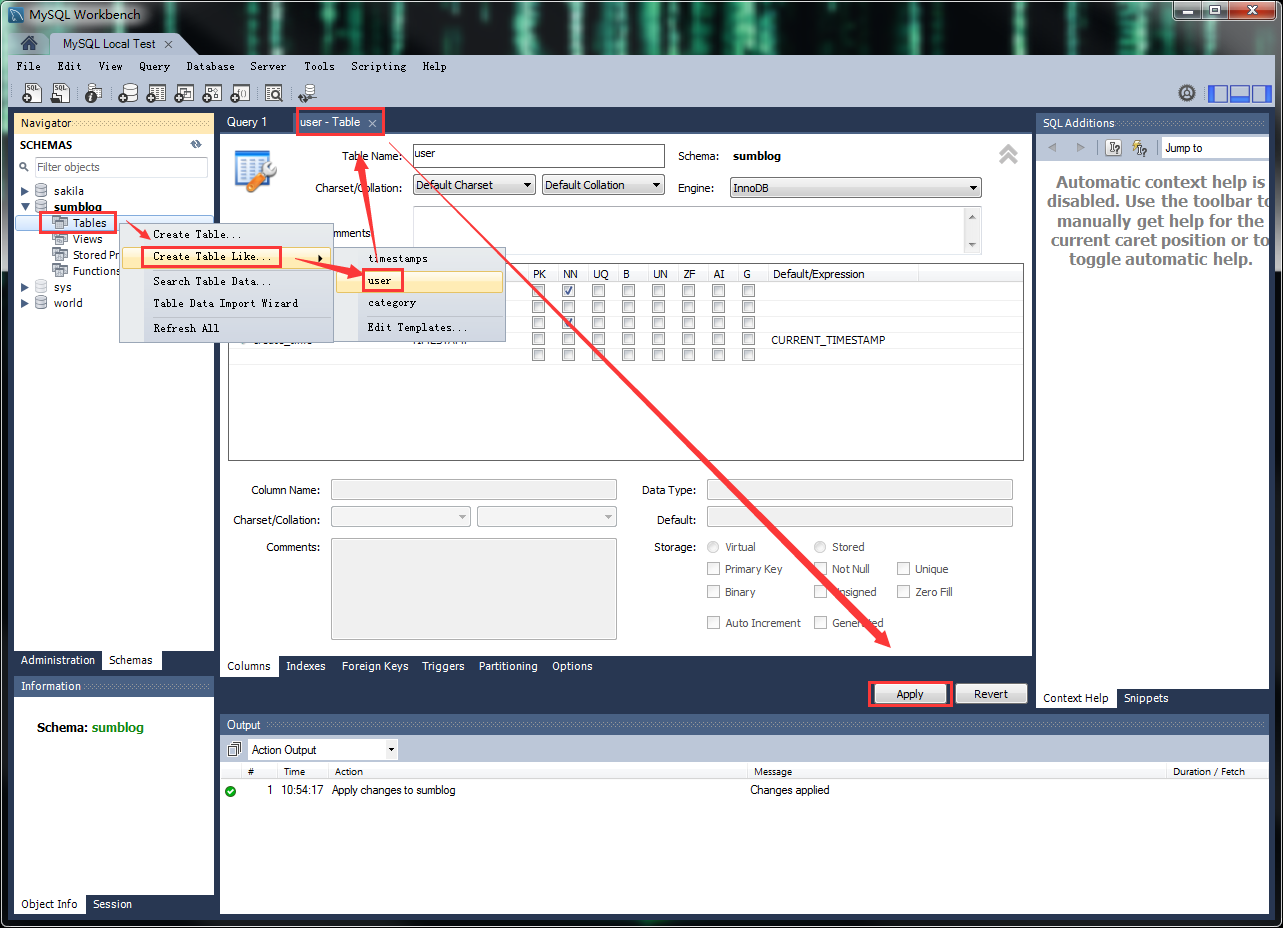 MySQL Workbench
MySQL Local Test
File Edit View Query Database Server Tools Scripting Help
Navigator
SCHEMAS
Filter objects
sakila
sumblog
Tables
Views
Stored Pr
Functions
sys
world
Create Table...
Create Table Like...
Search Table Data...
Table Data Import Wizard
Refresh All
timestamps
user
category
Edit Templates...
Administration Schemas
Information
Schema: sumblog
Object Info Session
Query 1 user - Table
Table Name: user Schema: sumblog
Charset/Collation: Default Charset Default Collation Engine: InnoDB
mments
PK NN UQ B UN ZF AI G Default/Expression
create_time TIMESTAMP CURRENT_TIMESTAMP
Column Name: Data Type:
Charset/Collation: Default:
Comments: Storage: Virtual Stored
Primary Key Not Null Unique
Binary Unsigned Zero Fill
Auto Increment Generated
Columns Indexes Foreign Keys Triggers Partitioning Options
Apply Revert
Output
Action Output
# Time Action Message Duration / Fetch
1 10:54:17 Apply changes to sumblog Changes applied
SQL Additions
Jump to
Automatic context help is
disabled. Use the toolbar to
manually get help for the
current caret position or to
toggle automatic help.
Context Help Snippets